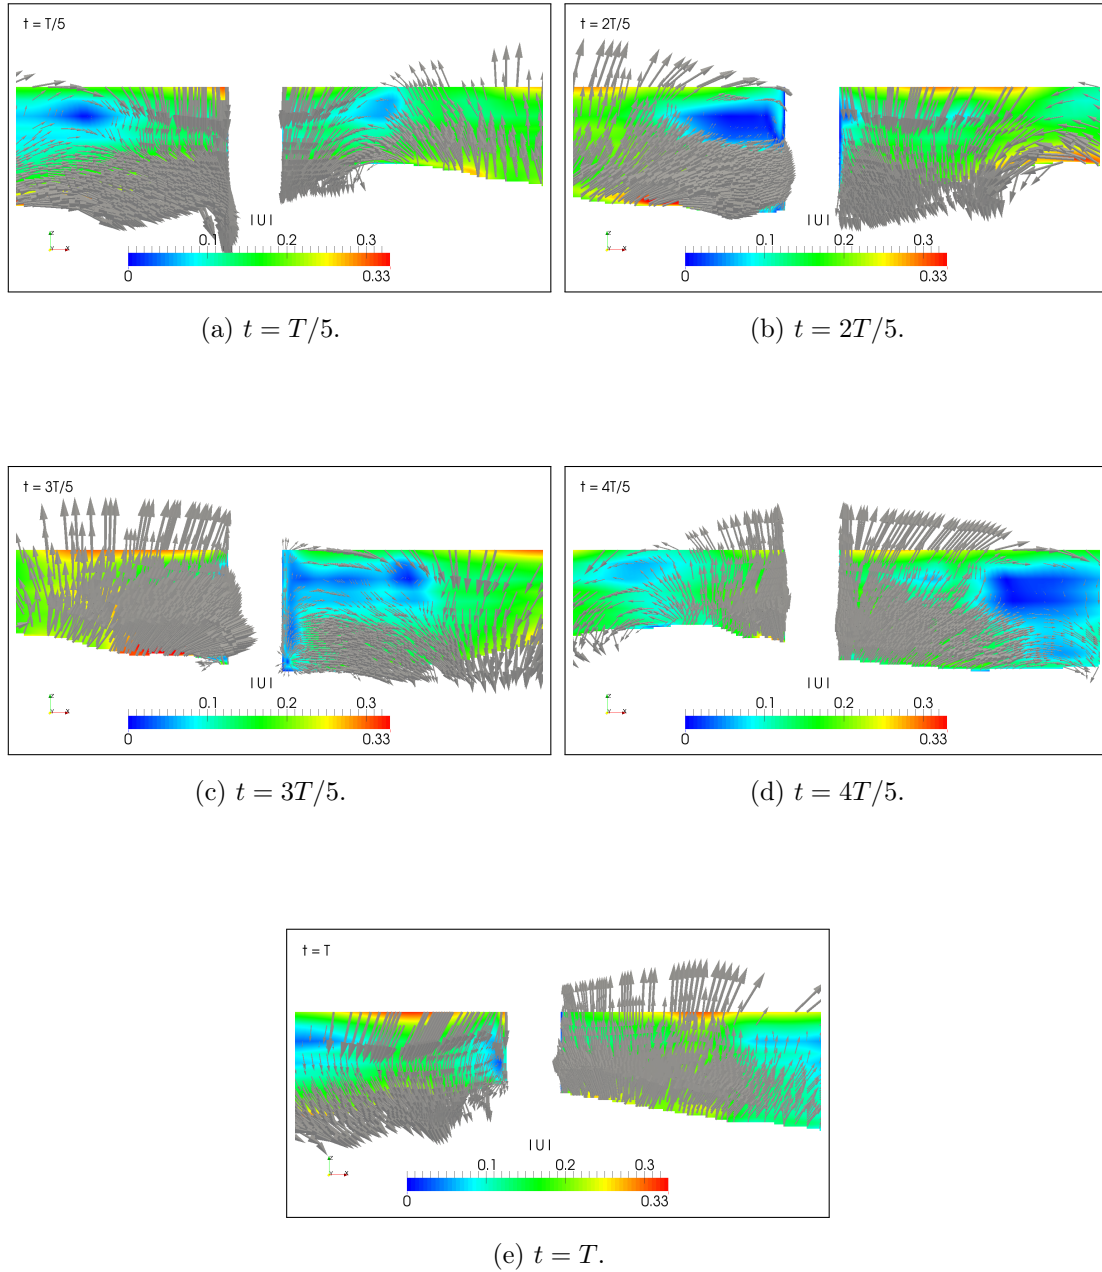 t = T/5
| U |
0.1 0.2 0.3
0 0.33
z
Y X
(a) t = T/5.
t = 2T/5
| U |
0.1 0.2 0.3
0 0.33
z
Y X
(b) t = 2T/5.
t = 3T/5
| U |
0.1 0.2 0.3
0 0.33
z
Y X
(c) t = 3T/5.
t = 4T/5
| U |
0.1 0.2 0.3
0 0.33
z
Y X
(d) t = 4T/5.
t = T
| U |
0.1 0.2 0.3
0 0.33
z
Y X
(e) t = T.